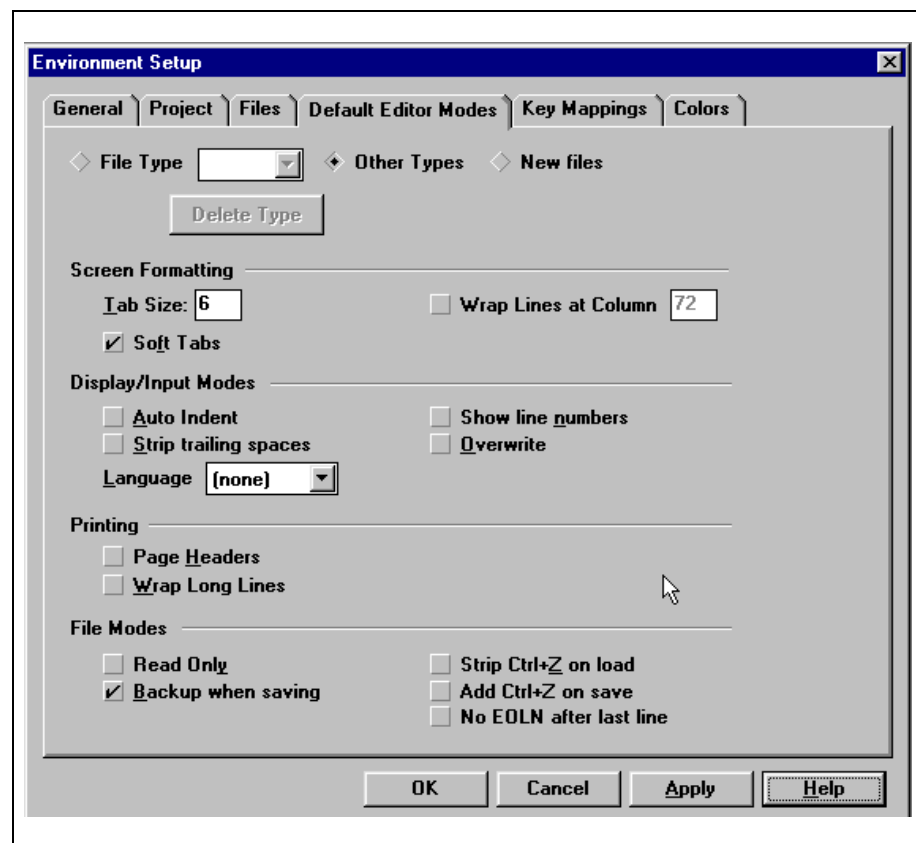 Environment Setup
General Project Files Default Editor Modes Key Mappings Colors
File Type Other Types New files
Delete Type
Screen Formatting
Tab Size: 6 Wrap Lines at Column 72
Soft Tabs
Display/Input Modes
Auto Indent Show line numbers
Strip trailing spaces Overwrite
Language (none)
Printing
Page Headers
Wrap Long Lines
File Modes
Read Only Strip Ctrl+Z on load
Backup when saving Add Ctrl+Z on save
No EOLN after last line
OK Cancel Apply Help